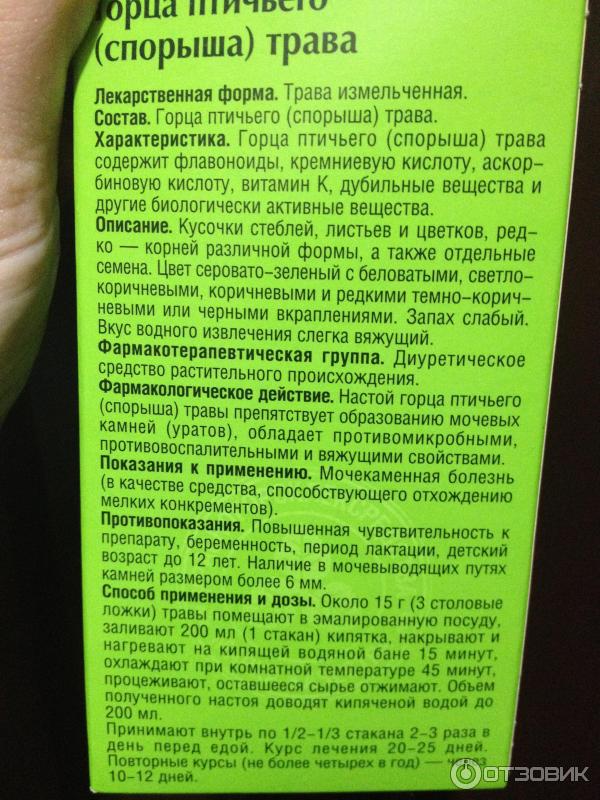 горца птичьего
(спорыша) трава
Лекарственная форма. Трава измельченная.
Состав. Горца птичьего (спорыша) трава.
Характеристика. Горца птичьего (спорыша) трава
содержит флавоноиды, кремниевую кислоту, аскор-
биновую кислоту, витамин К, дубильные вещества и
другие биологически активные вещества.
Описание. Кусочки стеблей, листьев и цветков, ред-
ко — корней различной формы, а также отдельные
семена. Цвет серовато-зеленый с беловатыми, светло-
коричневыми, коричневыми и редкими темно-корич-
невыми или черными вкраплениями. Запах слабый.
Вкус водного извлечения слегка вяжущий.
Фармакотерапевтическая группа. Диуретическое
средство растительного происхождения.
Фармакологическое действие. Настой горца птичьего
(спорыша) травы препятствует образованию мочевых
камней (уратов), обладает противомикробными,
противовоспалительными и вяжущими свойствами.
Показания к применению. Мочекаменная болезнь
(в качестве средства, способствующего отхождению
мелких конкрементов).
Противопоказания. Повышенная чувствительность к
препарату, беременность, период лактации, детский
возраст до 12 лет. Наличие в мочевыводящих путях
камней размером более 6 мм.
Способ применения и дозы. Около 15 г (3 столовые
ложки) травы помещают в эмалированную посуду,
заливают 200 мл (1 стакан) кипятка, накрывают и
нагревают на кипящей водяной бане 15 минут,
охлаждают при комнатной температуре 45 минут,
процеживают, оставшееся сырье отжимают. Объем
полученного настоя доводят кипяченой водой до
200 мл.
Принимают внутрь по 1/2-1/3 стакана 2-3 раза в
день перед едой. Курс лечения 20-25 дней.
Повторные курсы (не более четырех в год) — через
10-12 дней.
ОТЗОВИК